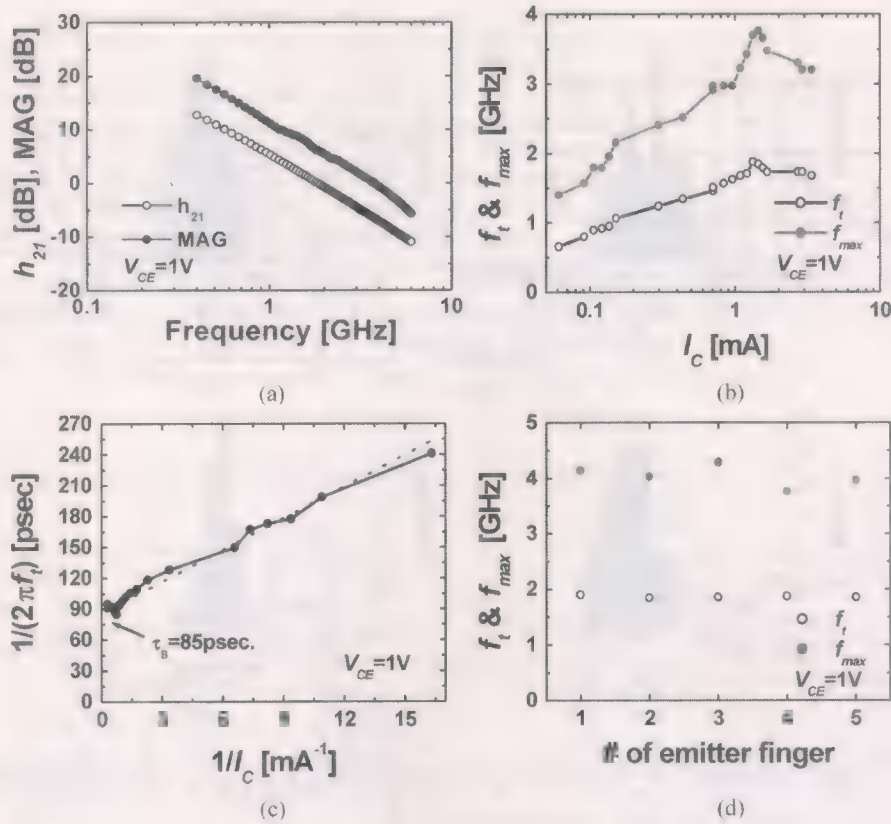 30
20
10
0
-10
-20
h21 [dB], MAG [dB]
h21
MAG
VCE=1V
0.1
1
10
Frequency [GHz]
(a)
5
4
3
2
1
0
ft & fmax [GHz]
ft
fmax
VCE=1V
0.1
1
10
IC [mA]
(b)
270
240
210
180
150
120
90
60
30
0
1/(2πft) [psec]
τB=85psec.
VCE=1V
0
12
15
1/IC [mA-1]
(c)
5
4
3
2
1
0
ft & fmax [GHz]
ft
fmax
VCE=1V
1
2
3
4
5
# of emitter finger
(d)